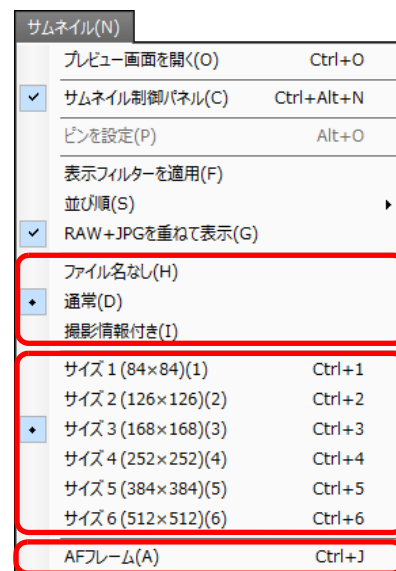 サムネイル(N)
プレビュー画面を開く(O) Ctrl+O
サムネイル制御パネル(C) Ctrl+Alt+N
ピンを設定(P) Alt+O
表示フィルターを適用(F)
並び順(S)
RAW+JPGを重ねて表示(G)
ファイル名なし(H)
通常(D)
撮影情報付き(I)
サイズ 1 (84×84)(1) Ctrl+1
サイズ 2 (126×126)(2) Ctrl+2
サイズ 3 (168×168)(3) Ctrl+3
サイズ 4 (252×252)(4) Ctrl+4
サイズ 5 (384×384)(5) Ctrl+5
サイズ 6 (512×512)(6) Ctrl+6
AFフレーム(A) Ctrl+J